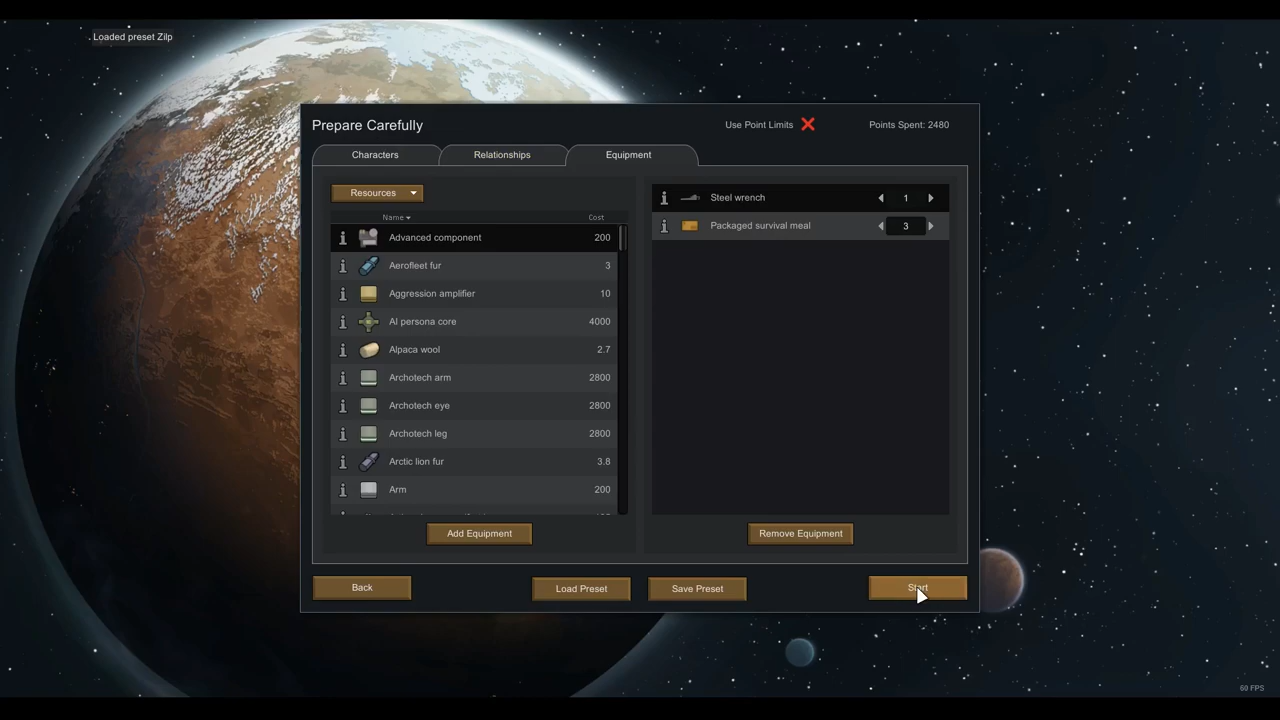 Loaded preset Zilp
Prepare Carefully
Use Point Limits
Points Spent: 2480
Characters
Relationships
Equipment
Resources
Name
Cost
Advanced component 200
Aerofleet fur 3
Aggression amplifier 10
AI persona core 4000
Alpaca wool 2.7
Archotech arm 2800
Archotech eye 2800
Archotech leg 2800
Arctic lion fur 3.8
Arm 200
Add Equipment
Steel wrench 1
Packaged survival meal 3
Remove Equipment
Back
Load Preset
Save Preset
Start
60 FPS